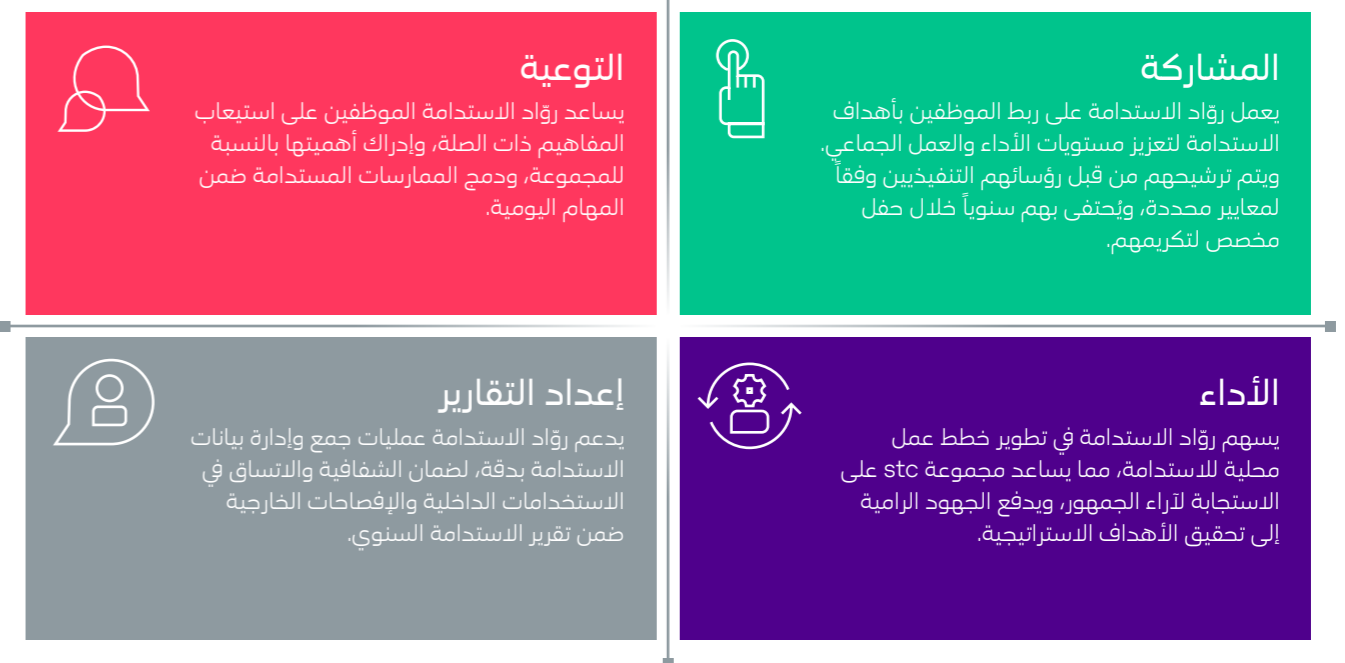 المشاركة
يعمل روّاد الاستدامة على ربط الموظفين بأهداف
الاستدامة لتعزيز مستويات الأداء والعمل الجماعي.
ويتم ترشيحهم من قبل رؤسائهم التنفيذيين وفقاً
لمعايير محددة، ويُحتفى بهم سنوياً خلال حفل
مخصص لتكريمهم.
التوعية
يساعد روّاد الاستدامة الموظفين على استيعاب
المفاهيم ذات الصلة، وإدراك أهميتها بالنسبة
للمجموعة، ودمج الممارسات المستدامة ضمن
المهام اليومية.
الأداء
يسهم روّاد الاستدامة في تطوير خطط عمل
محلية للاستدامة، مما يساعد مجموعة stc على
الاستجابة لآراء الجمهور، ويدفع الجهود الرامية
إلى تحقيق الأهداف الاستراتيجية.
إعداد التقارير
يدعم روّاد الاستدامة عمليات جمع وإدارة بيانات
الاستدامة بدقة، لضمان الشفافية والاتساق في
الاستخدامات الداخلية والإفصاحات الخارجية
ضمن تقرير الاستدامة السنوي.